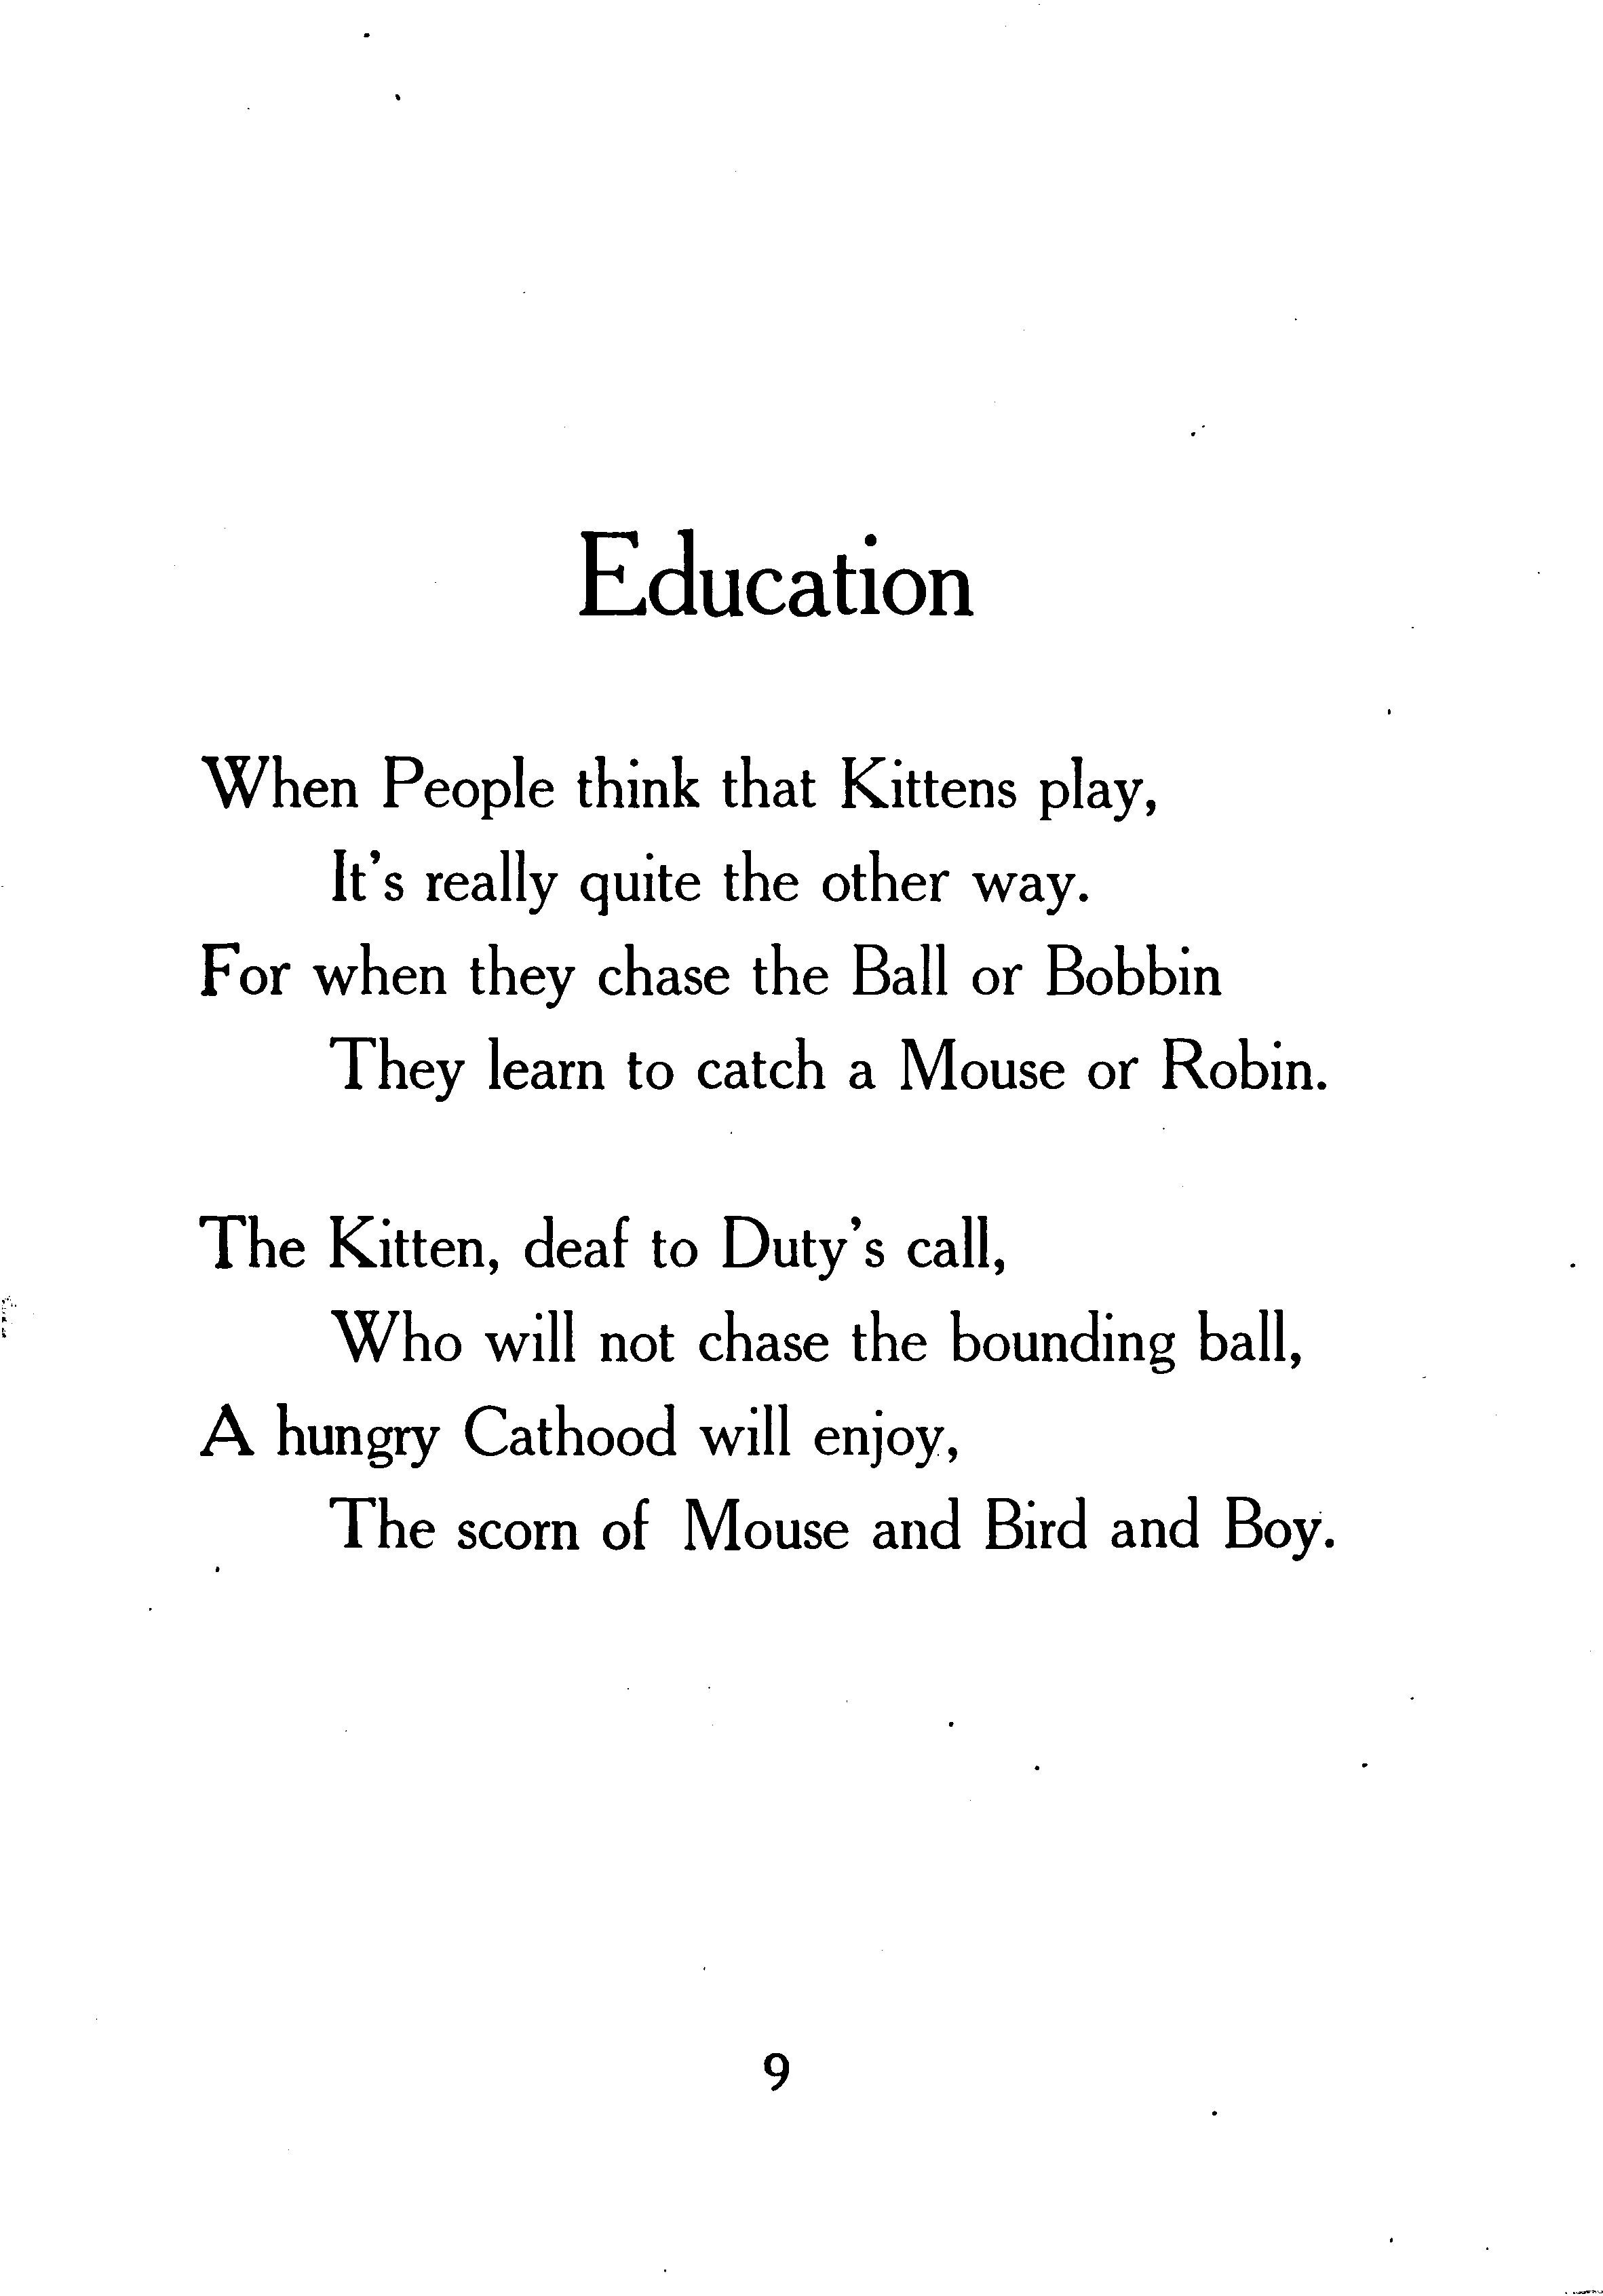 Education
When People think that Kittens play,
It's really quite the other way.
For when they chase the Ball or Bobbin
They learn to catch a Mouse or Robin.
The Kitten, deaf to Duty's call,
Who will not chase the bounding ball,
A hungry Cathood will enjoy,
The scorn of Mouse and Bird and Boy.
9